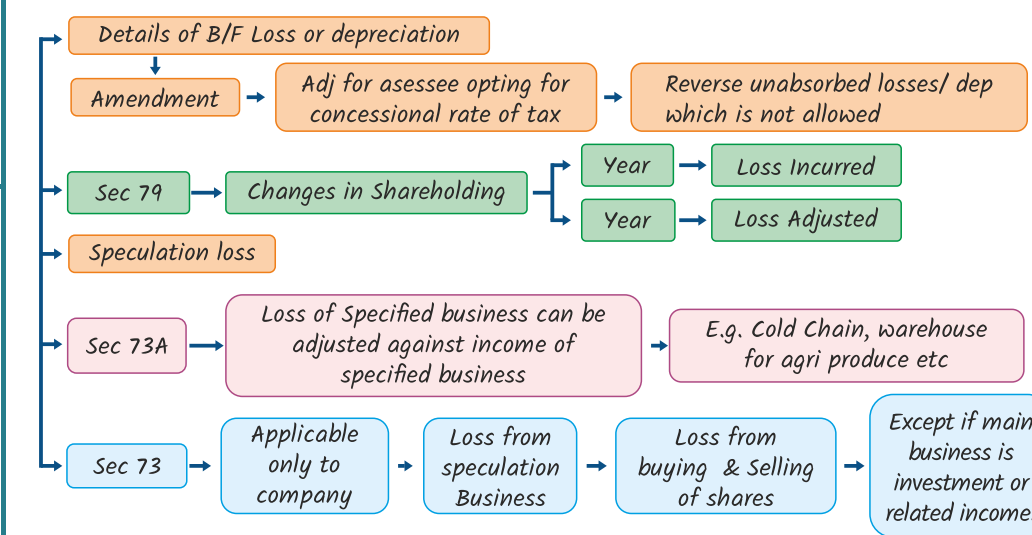 Details of B/F Loss or depreciation
Amendment
Adj for asessee opting for
concessional rate of tax
Reverse unabsorbed losses/ dep
which is not allowed
Sec 79
Changes in Shareholding
Year
Loss Incurred
Year
Loss Adjusted
Speculation loss
Sec 73A
Loss of Specified business can be
adjusted against income of
specified business
E.g. Cold Chain, warehouse
for agri produce etc
Sec 73
Applicable
only to
company
Loss from
speculation
Business
Loss from
buying & Selling
of shares
Except if main
business is
investment or
related income